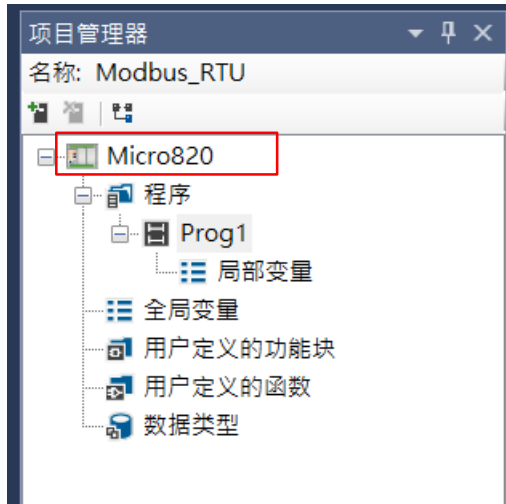 项目管理器
名称: Modbus_RTU
Micro820
程序
Prog1
局部变量
全局变量
用户定义的功能块
用户定义的函数
数据类型